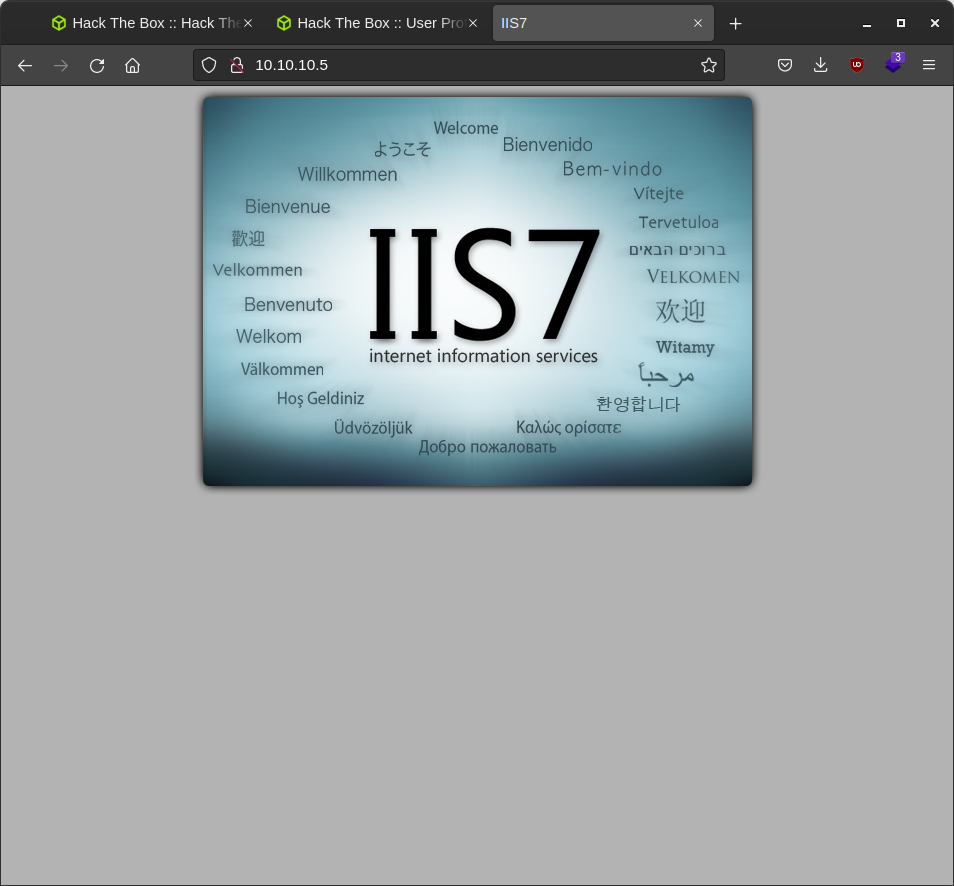 Hack The Box :: Hack The
Hack The Box :: User Pro
IIS7
10.10.10.5
3
Welcome
Bienvenido
ようこそ
Bem-vindo
Willkommen
Vítejte
Bienvenue
Tervetuloa
歡迎
ברוכים הבאים
Velkommen
VELKOMEN
Benvenuto
欢迎
Welkom
Witamy
Välkommen
مرحباً
Hoş Geldiniz
환영합니다
Üdvözöljük
Καλώς ορίσατε
Добро пожаловать
IIS7
internet information services